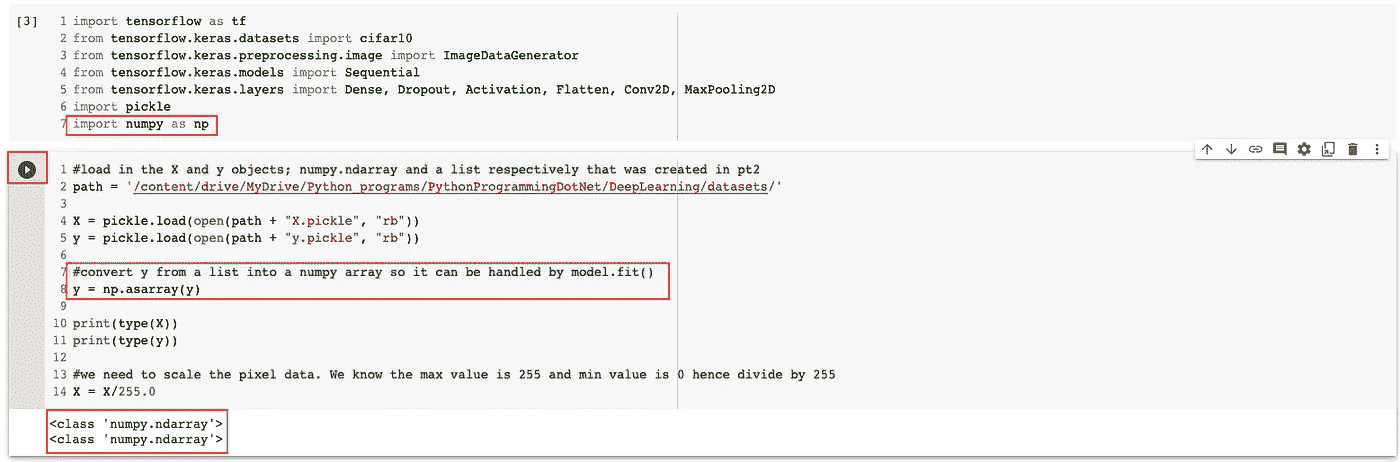 [3] 1 import tensorflow as tf
2 from tensorflow.keras.datasets import cifar10
3 from tensorflow.keras.preprocessing.image import ImageDataGenerator
4 from tensorflow.keras.models import Sequential
5 from tensorflow.keras.layers import Dense, Dropout, Activation, Flatten, Conv2D, MaxPooling2D
6 import pickle
7 import numpy as np
1 #load in the X and y objects; numpy.ndarray and a list respectively that was created in pt2
2 path = '/content/drive/MyDrive/Python_programs/PythonProgrammingDotNet/DeepLearning/datasets/'
3
4 X = pickle.load(open(path + "X.pickle", "rb"))
5 y = pickle.load(open(path + "y.pickle", "rb"))
6
7 #convert y from a list into a numpy array so it can be handled by model.fit()
8 y = np.asarray(y)
9
10 print(type(X))
11 print(type(y))
12
13 #we need to scale the pixel data. We know the max value is 255 and min value is 0 hence divide by 255
14 X = X/255.0
<class 'numpy.ndarray'>
<class 'numpy.ndarray'>